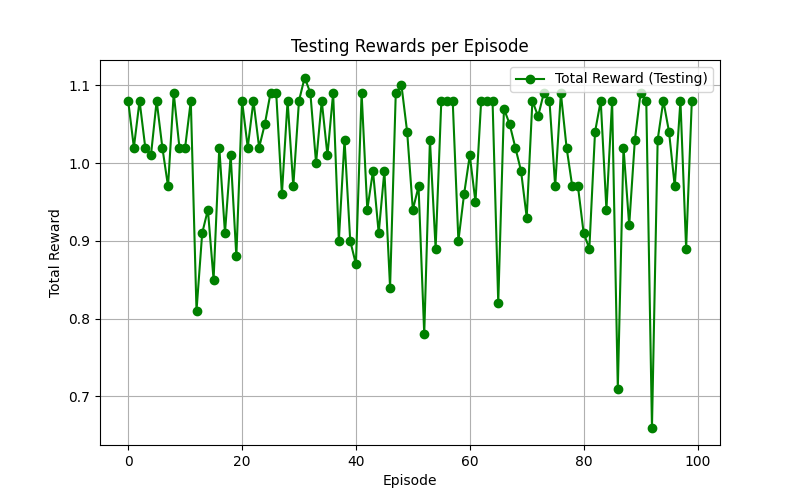 Testing Rewards per Episode
Total Reward (Testing)
1.1
1.0
0.9
0.8
0.7
Total Reward
0 20 40 60 80 100
Episode